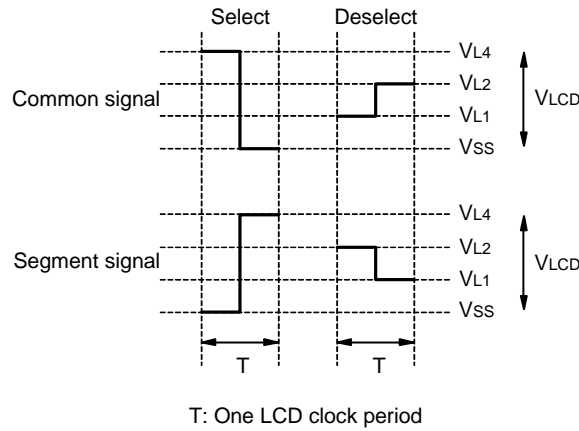 Select Deselect
Common signal
VL4
VL2
VL1
VSS
VLCD
Segment signal
VL4
VL2
VL1
VSS
VLCD
T T
T: One LCD clock period